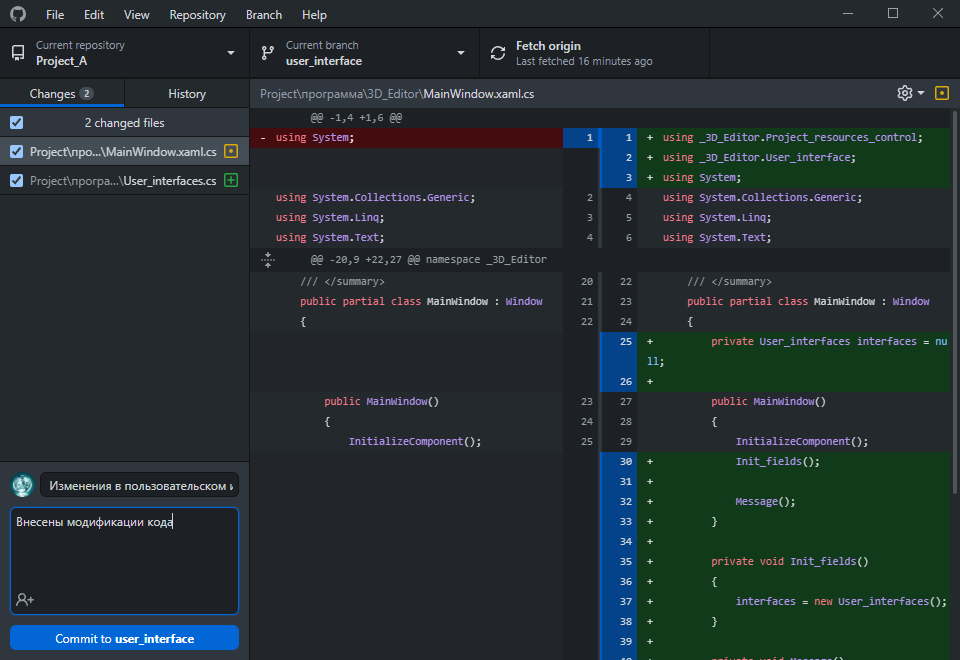 File Edit View Repository Branch Help
Current repository
Project_A
Current branch
user_interface
Fetch origin
Last fetched 16 minutes ago
Changes 2 History
2 changed files
Project\про...\MainWindow.xaml.cs
Project\програ...\User_interfaces.cs
Изменения в пользовательском и
Внесены модификации кода
Commit to user_interface
Project\программа\3D_Editor\MainWindow.xaml.cs
@@ -1,4 +1,6 @@
- using System; 1 1 + using _3D_Editor.Project_resources_control;
2 + using _3D_Editor.User_interface;
3 + using System;
using System.Collections.Generic; 2 4 using System.Collections.Generic;
using System.Linq; 3 5 using System.Linq;
using System.Text; 4 6 using System.Text;
@@ -20,9 +22,27 @@ namespace _3D_Editor
/// </summary> 20 22 /// </summary>
public partial class MainWindow : Window 21 23 public partial class MainWindow : Window
{ 22 24 {
25 + private User_interfaces interfaces = nu
ll;
26 +
public MainWindow() 23 27 public MainWindow()
{ 24 28 {
InitializeComponent(); 25 29 InitializeComponent();
30 + Init_fields();
31 +
32 + Message();
33 + }
34 +
35 + private void Init_fields()
36 + {
37 + interfaces = new User_interfaces();
38 + }
39 +